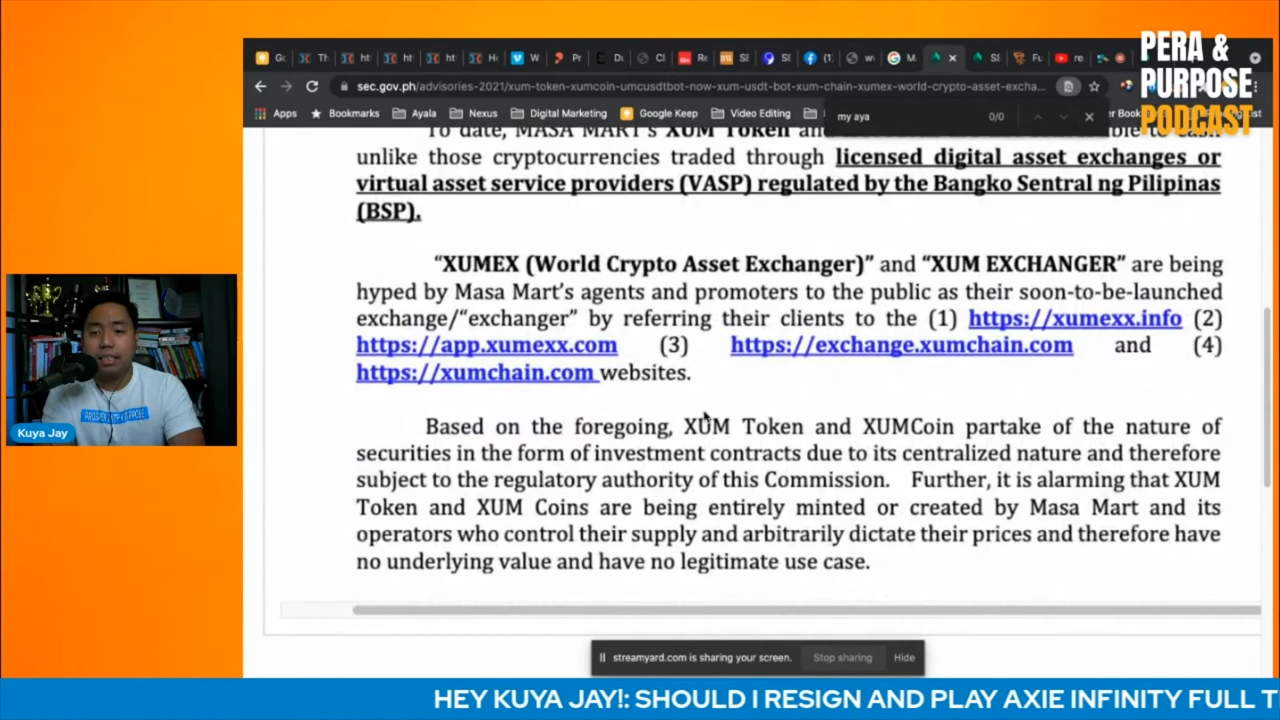 PERA &
PURPOSE
PODCAST
sec.gov.ph/advisories-2021/xum-token-xumcoin-umcusdtbot-now-xum-usdt-bot-xum-chain-xumex-world-crypto-asset-excha...
Apps Bookmarks Ayala Nexus Digital Marketing Google Keep Video Editing
my aya 0/0
To date, MASA MART's XUM Token and
unlike those cryptocurrencies traded through licensed digital asset exchanges or
virtual asset service providers (VASP) regulated by the Bangko Sentral ng Pilipinas
(BSP).
"XUMEX (World Crypto Asset Exchanger)" and "XUM EXCHANGER" are being
hyped by Masa Mart's agents and promoters to the public as their soon-to-be-launched
exchange/"exchanger" by referring their clients to the (1) https://xumexx.info (2)
https://app.xumexx.com (3) https://exchange.xumchain.com and (4)
https://xumchain.com websites.
Based on the foregoing, XUM Token and XUMCoin partake of the nature of
securities in the form of investment contracts due to its centralized nature and therefore
subject to the regulatory authority of this Commission. Further, it is alarming that XUM
Token and XUM Coins are being entirely minted or created by Masa Mart and its
operators who control their supply and arbitrarily dictate their prices and therefore have
no underlying value and have no legitimate use case.
Kuya Jay
streamyard.com is sharing your screen. Stop sharing Hide
HEY KUYA JAY!: SHOULD I RESIGN AND PLAY AXIE INFINITY FULL T